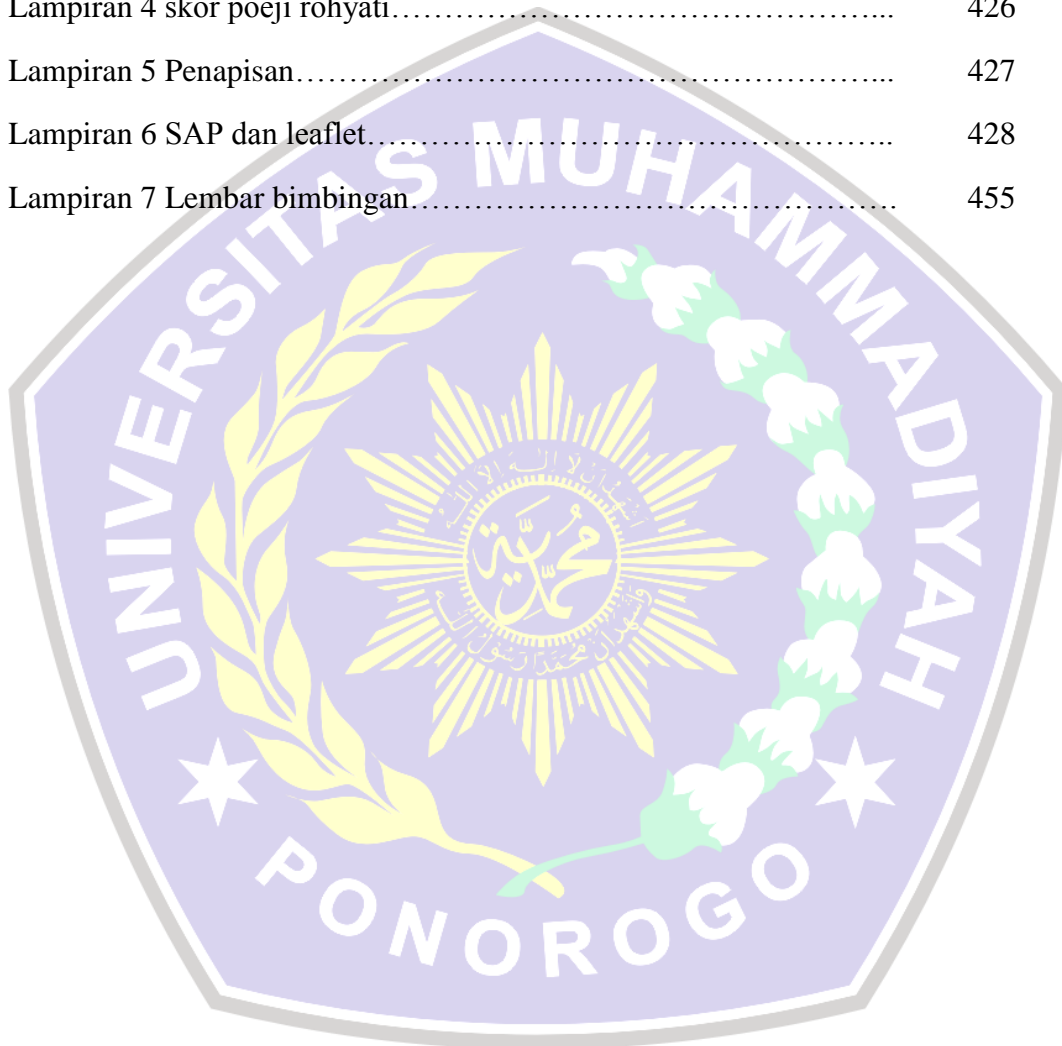 Lampiran 4 skor poeji rohyati……………………………………………... 426
Lampiran 5 Penapisan………………………………………………... 427
Lampiran 6 SAP dan leaflet………………………………………….. 428
Lampiran 7 Lembar bimbingan………………………………………. 455
UNIVERSITAS MUHAMMADIYAH
PONOROGO
محمد